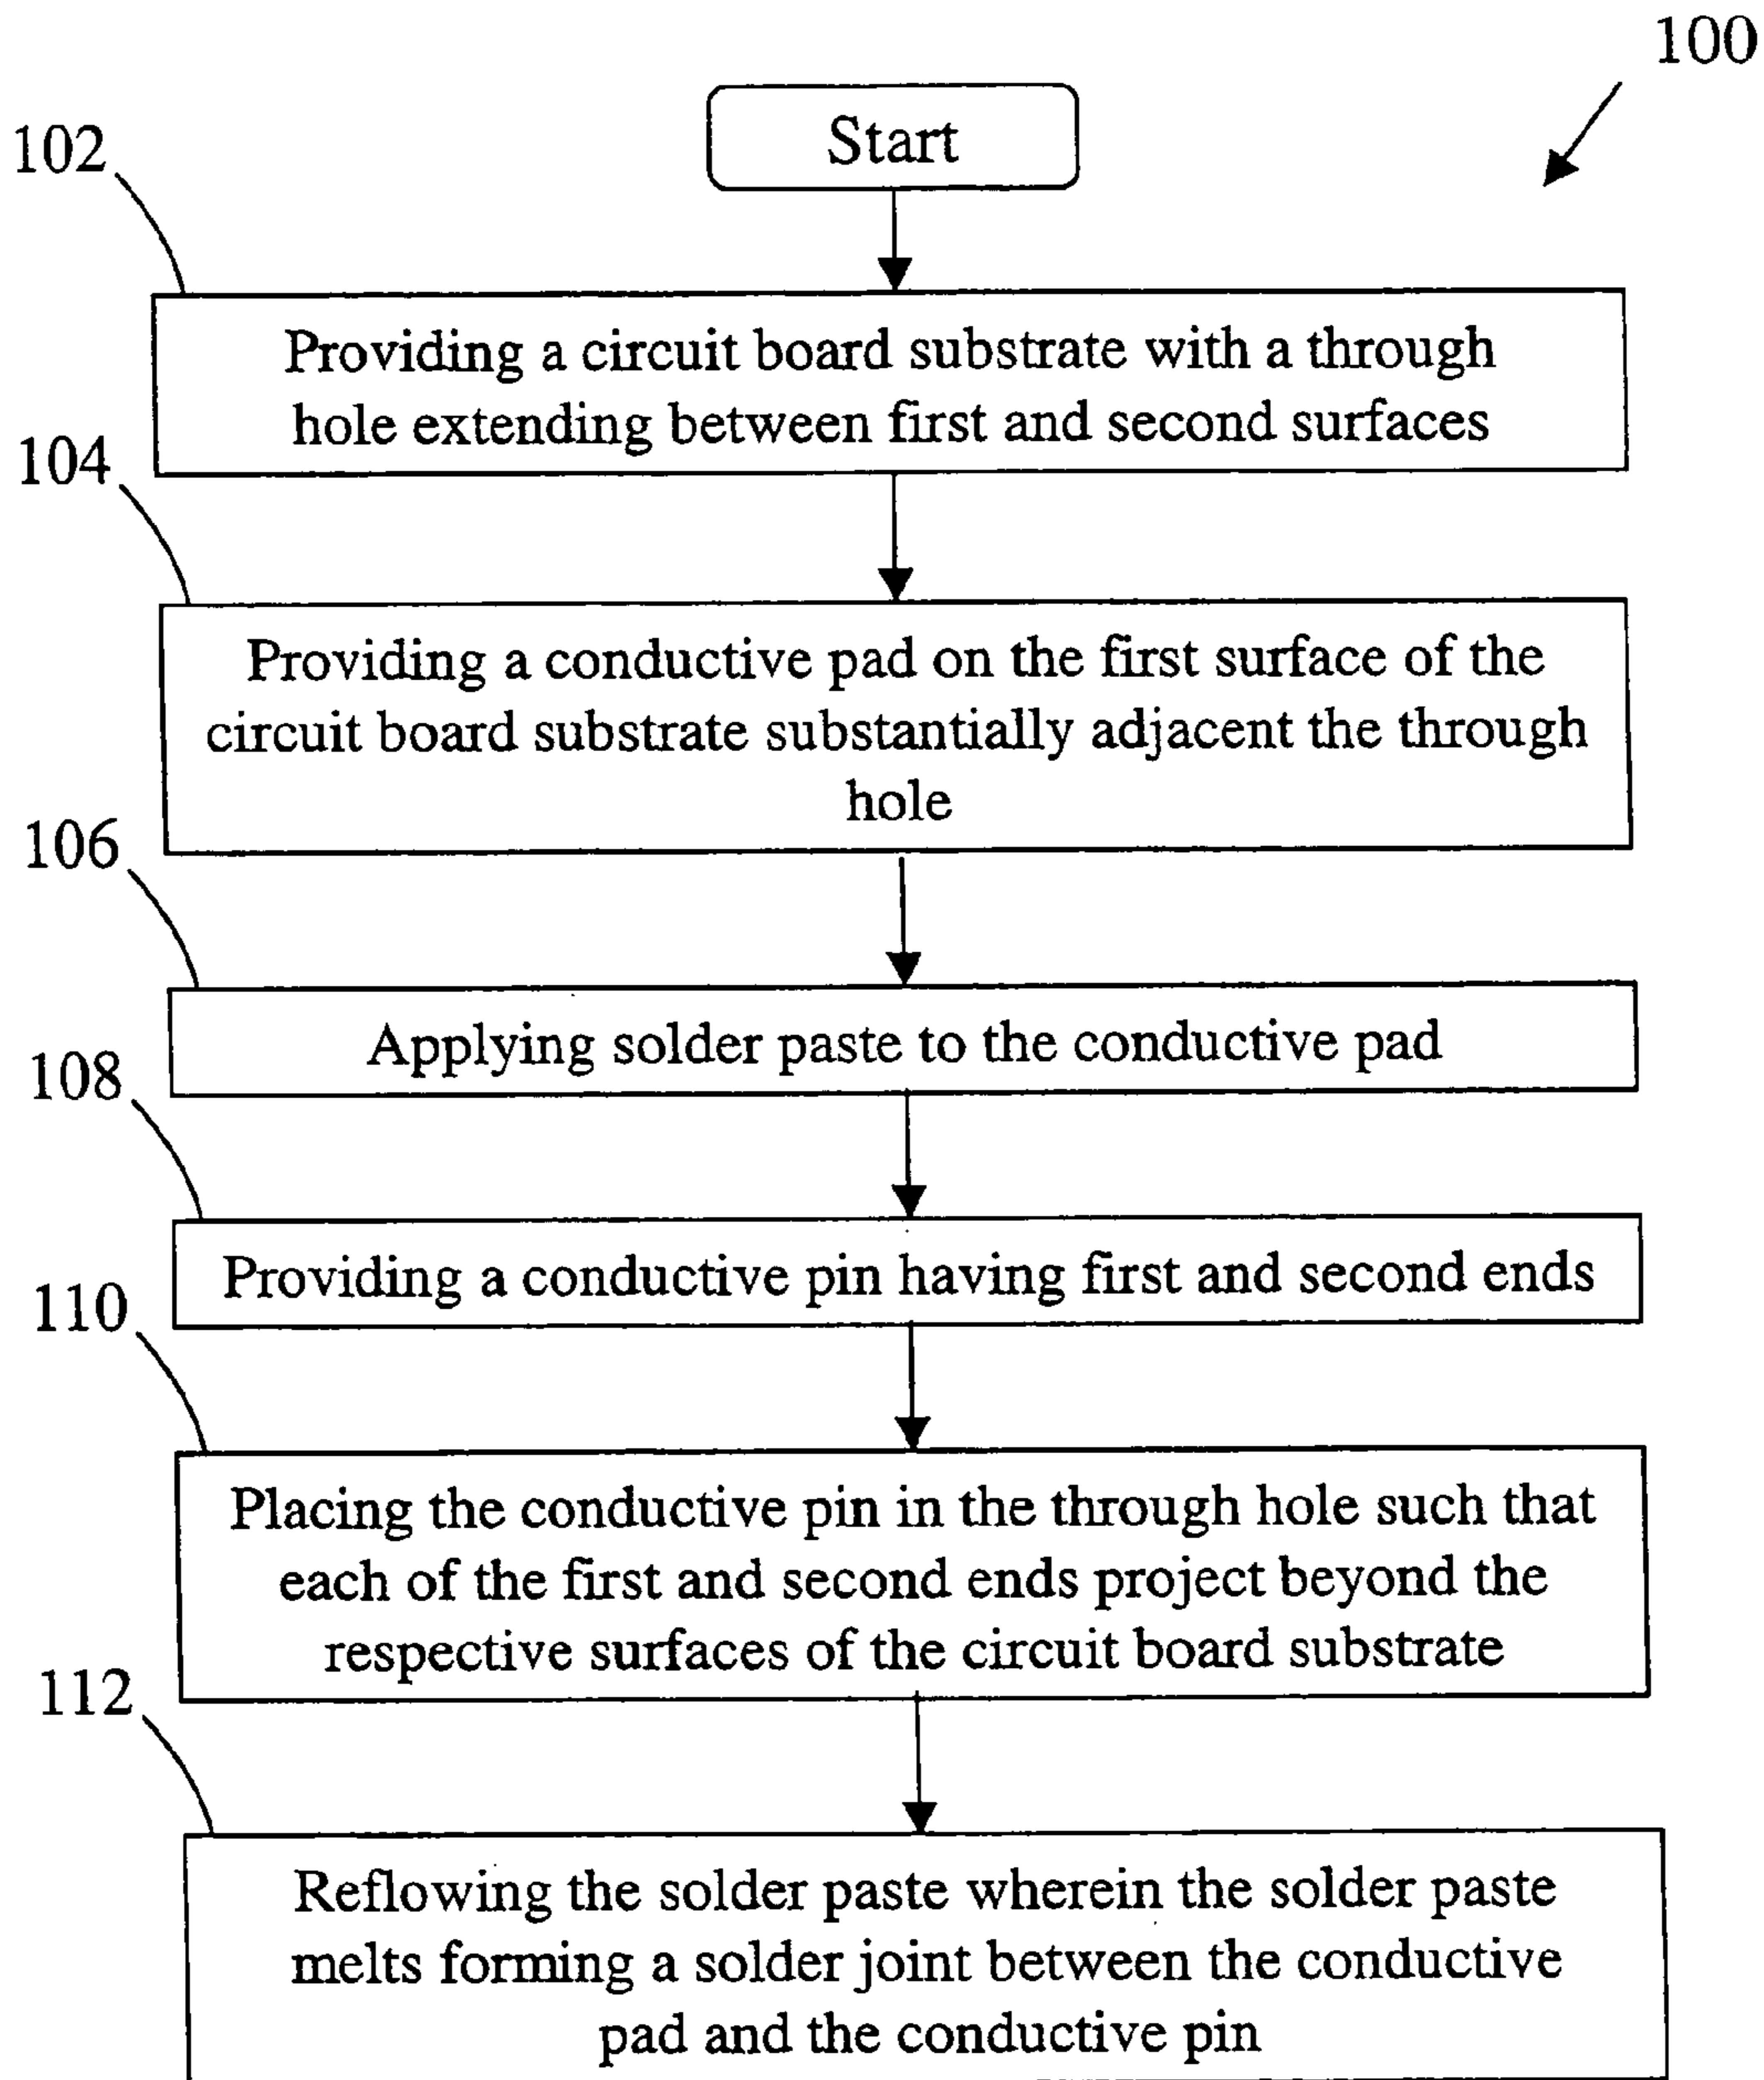 100
Start
102
Providing a circuit board substrate with a through
hole extending between first and second surfaces
104
Providing a conductive pad on the first surface of the
circuit board substrate substantially adjacent the through
hole
106
Applying solder paste to the conductive pad
108
Providing a conductive pin having first and second ends
110
Placing the conductive pin in the through hole such that
each of the first and second ends project beyond the
respective surfaces of the circuit board substrate
112
Reflowing the solder paste wherein the solder paste
melts forming a solder joint between the conductive
pad and the conductive pin